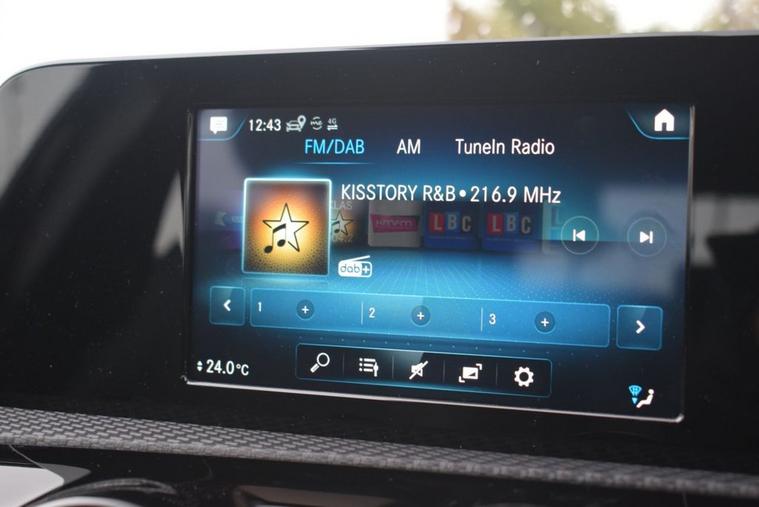 12:43 me 4G
FM/DAB AM TuneIn Radio
KISSTORY R&B • 216.9 MHz
LBC LBC
dab+
1 + 2 + 3 +
24.0°C